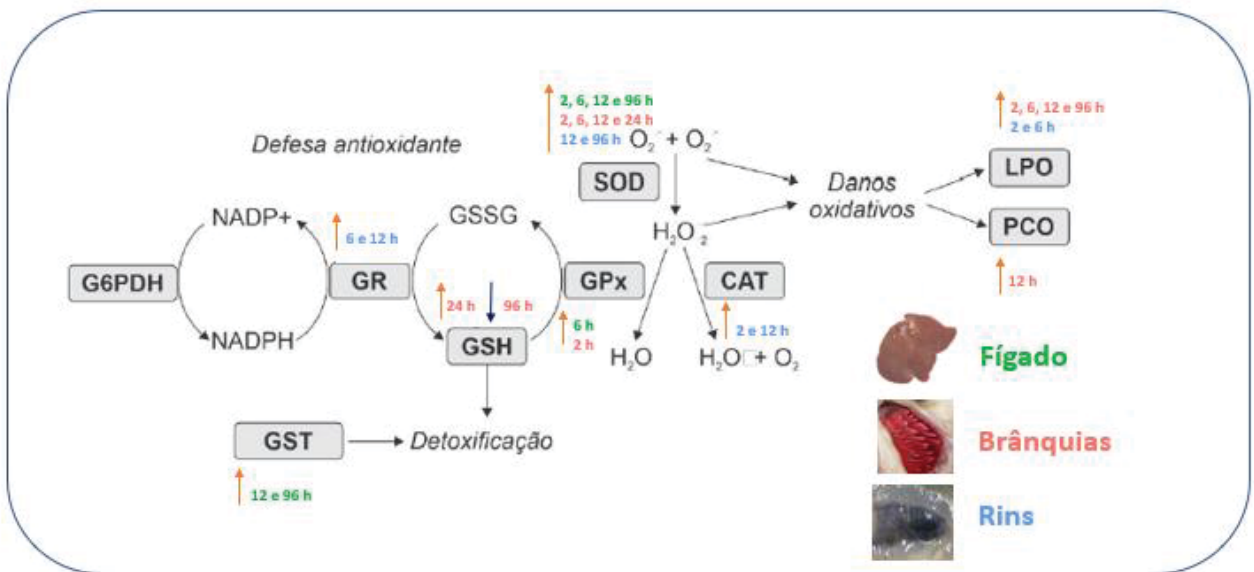 2, 6, 12 e 96 h
2, 6, 12 e 24 h
12 e 96 h
O₂⁻ + O₂⁻
Defesa antioxidante
SOD
2, 6, 12 e 96 h
2 e 6 h
LPO
Danos
oxidativos
PCO
12 h
NADP+
6 e 12 h
GSSG
H₂O₂
G6PDH
GR
GPx
CAT
24 h
96 h
6 h
2 h
2 e 12 h
NADPH
GSH
H₂O
H₂O□+ O₂
Fígado
GST
Detoxificação
12 e 96 h
Brânquias
Rins